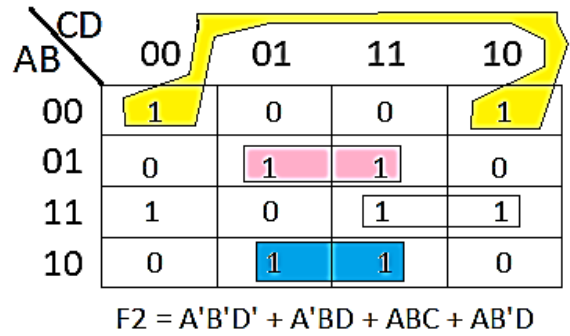 CD
AB 00 01 11 10
00 1 0 0 1
01 0 1 1 0
11 1 0 1 1
10 0 1 1 0
F2 = A'B'D' + A'BD + ABC + AB'D